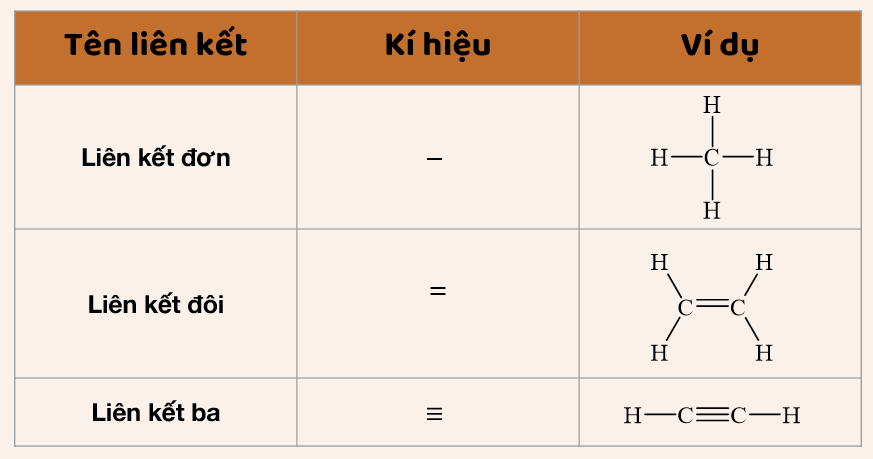 Tên liên kết Kí hiệu Ví dụ
Liên kết đơn – H
H C H
H
Liên kết đôi = H H
C C
H H
Liên kết ba ≡ H C C H